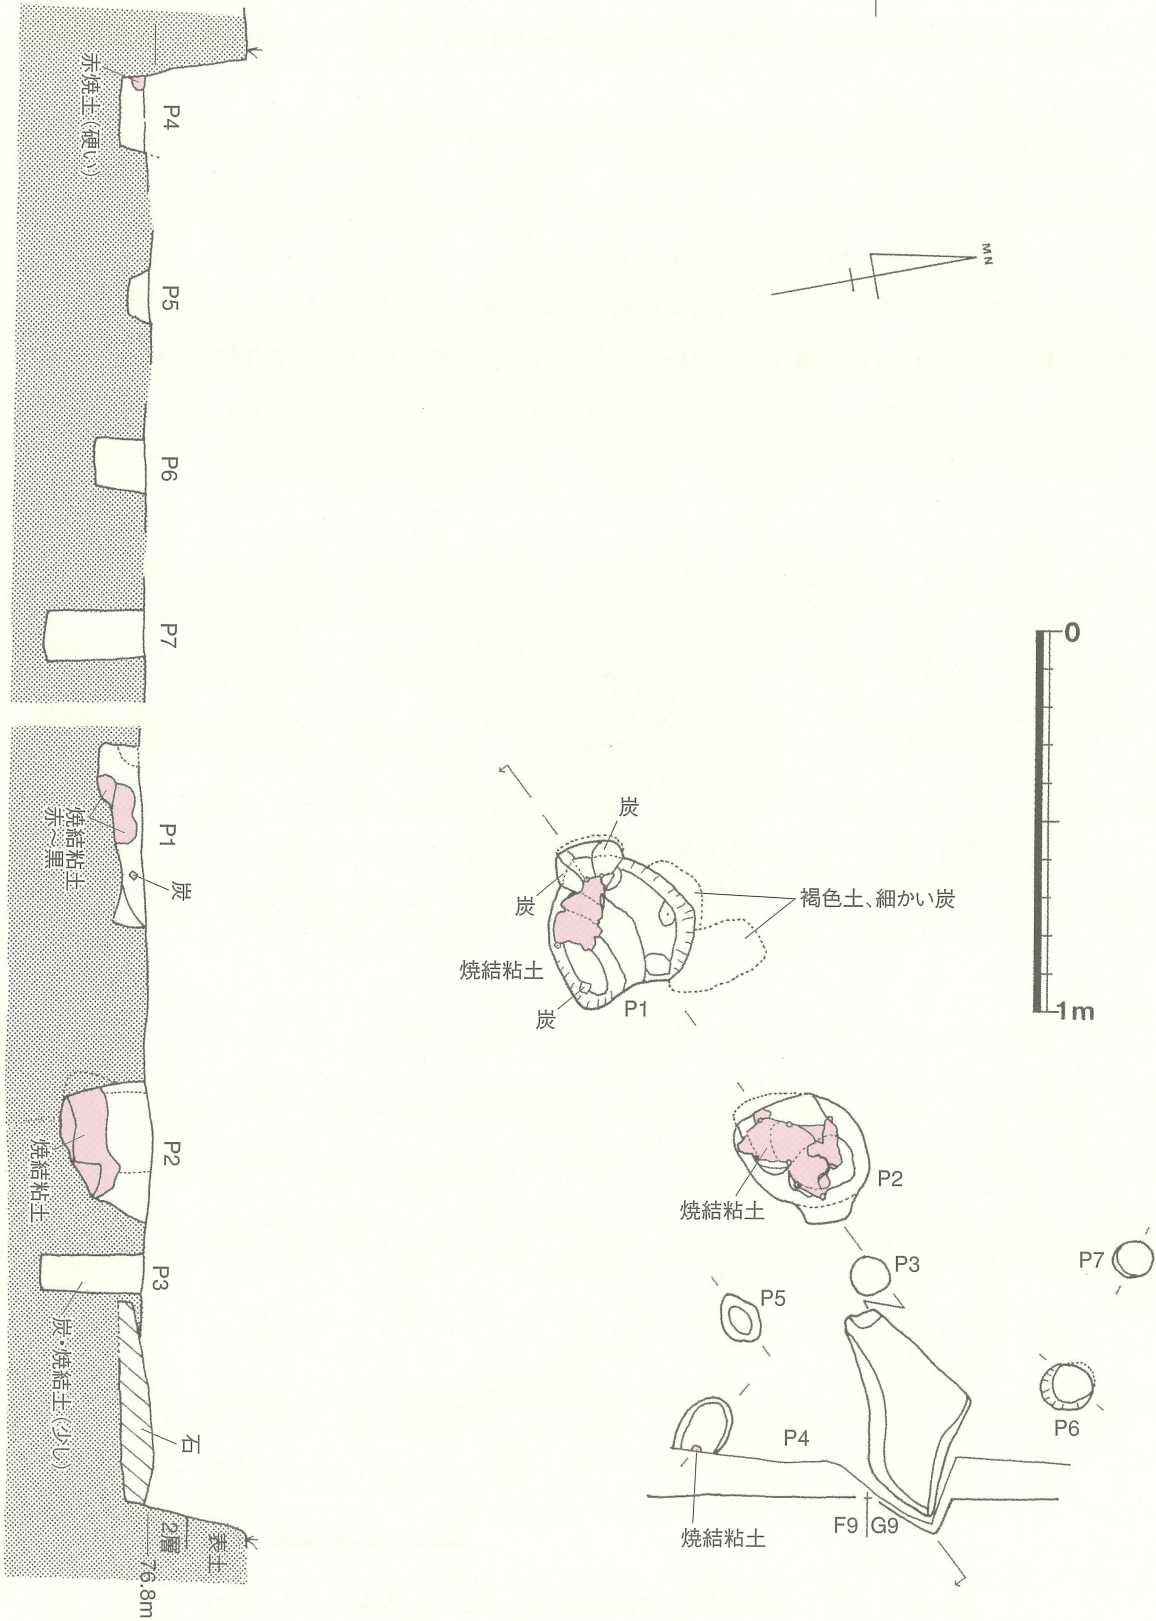 赤焼土(硬い)
P4
P5
P6
P7
P1
焼結粘土
赤～黒
炭
P2
焼結粘土
P3
炭・焼結土(少し)
石
表土
2層
76.8m
MN
0
1m
炭
炭
褐色土、細かい炭
焼結粘土
炭
P1
P2
焼結粘土
P3
P7
P5
P6
P4
F9 G9
焼結粘土